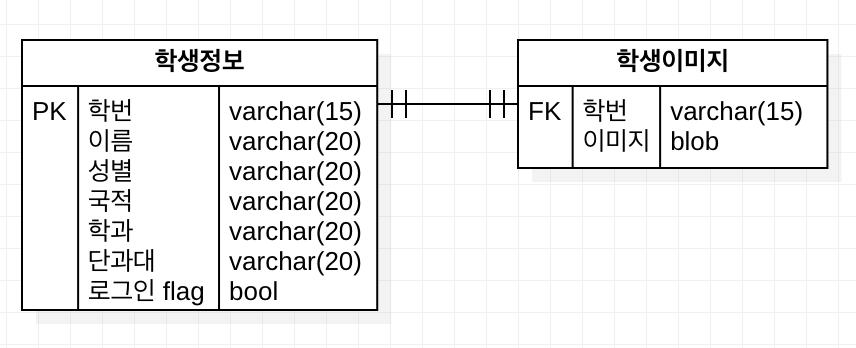 학생정보
PK 학번 varchar(15)
이름 varchar(20)
성별 varchar(20)
국적 varchar(20)
학과 varchar(20)
단과대 varchar(20)
로그인 flag bool
학생이미지
FK 학번 varchar(15)
이미지 blob